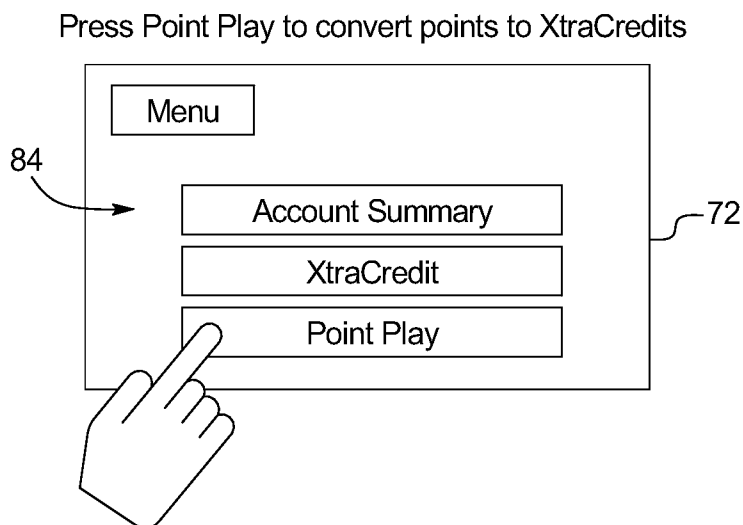 Press Point Play to convert points to XtraCredits
Menu
84
Account Summary
72
XtraCredit
Point Play